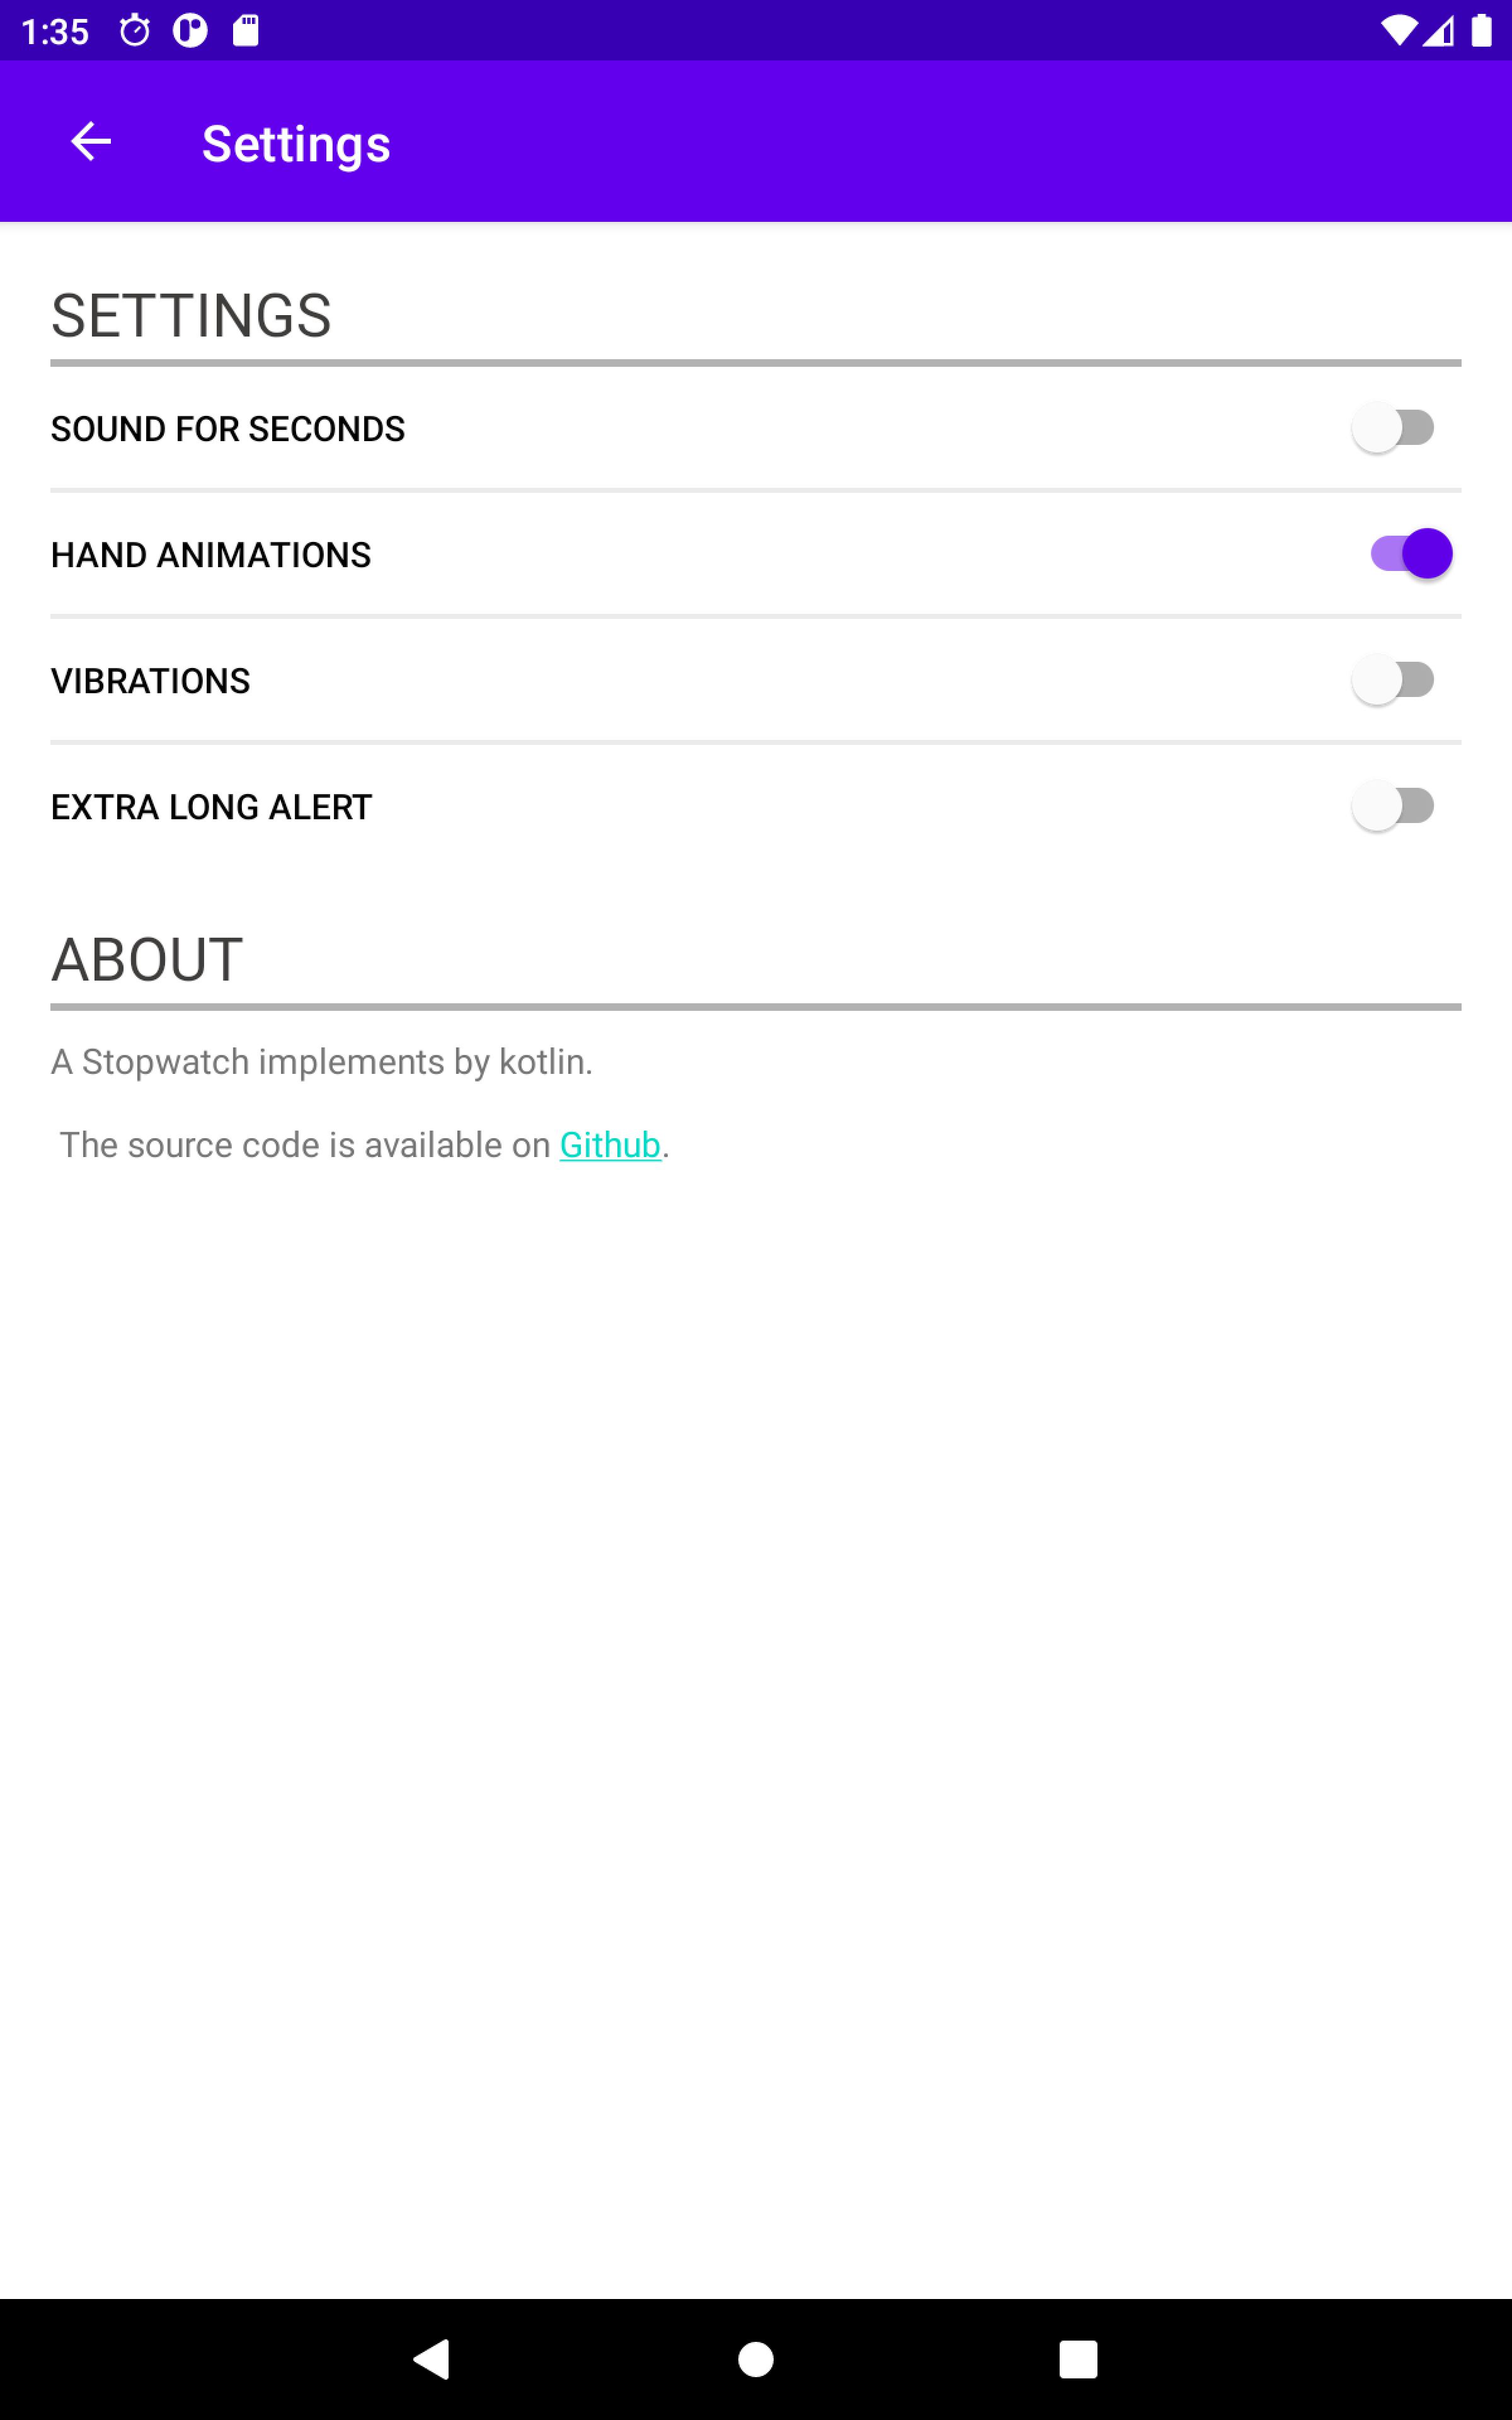 1:35
Settings
SETTINGS
SOUND FOR SECONDS
HAND ANIMATIONS
VIBRATIONS
EXTRA LONG ALERT
ABOUT
A Stopwatch implements by kotlin.
The source code is available on Github.